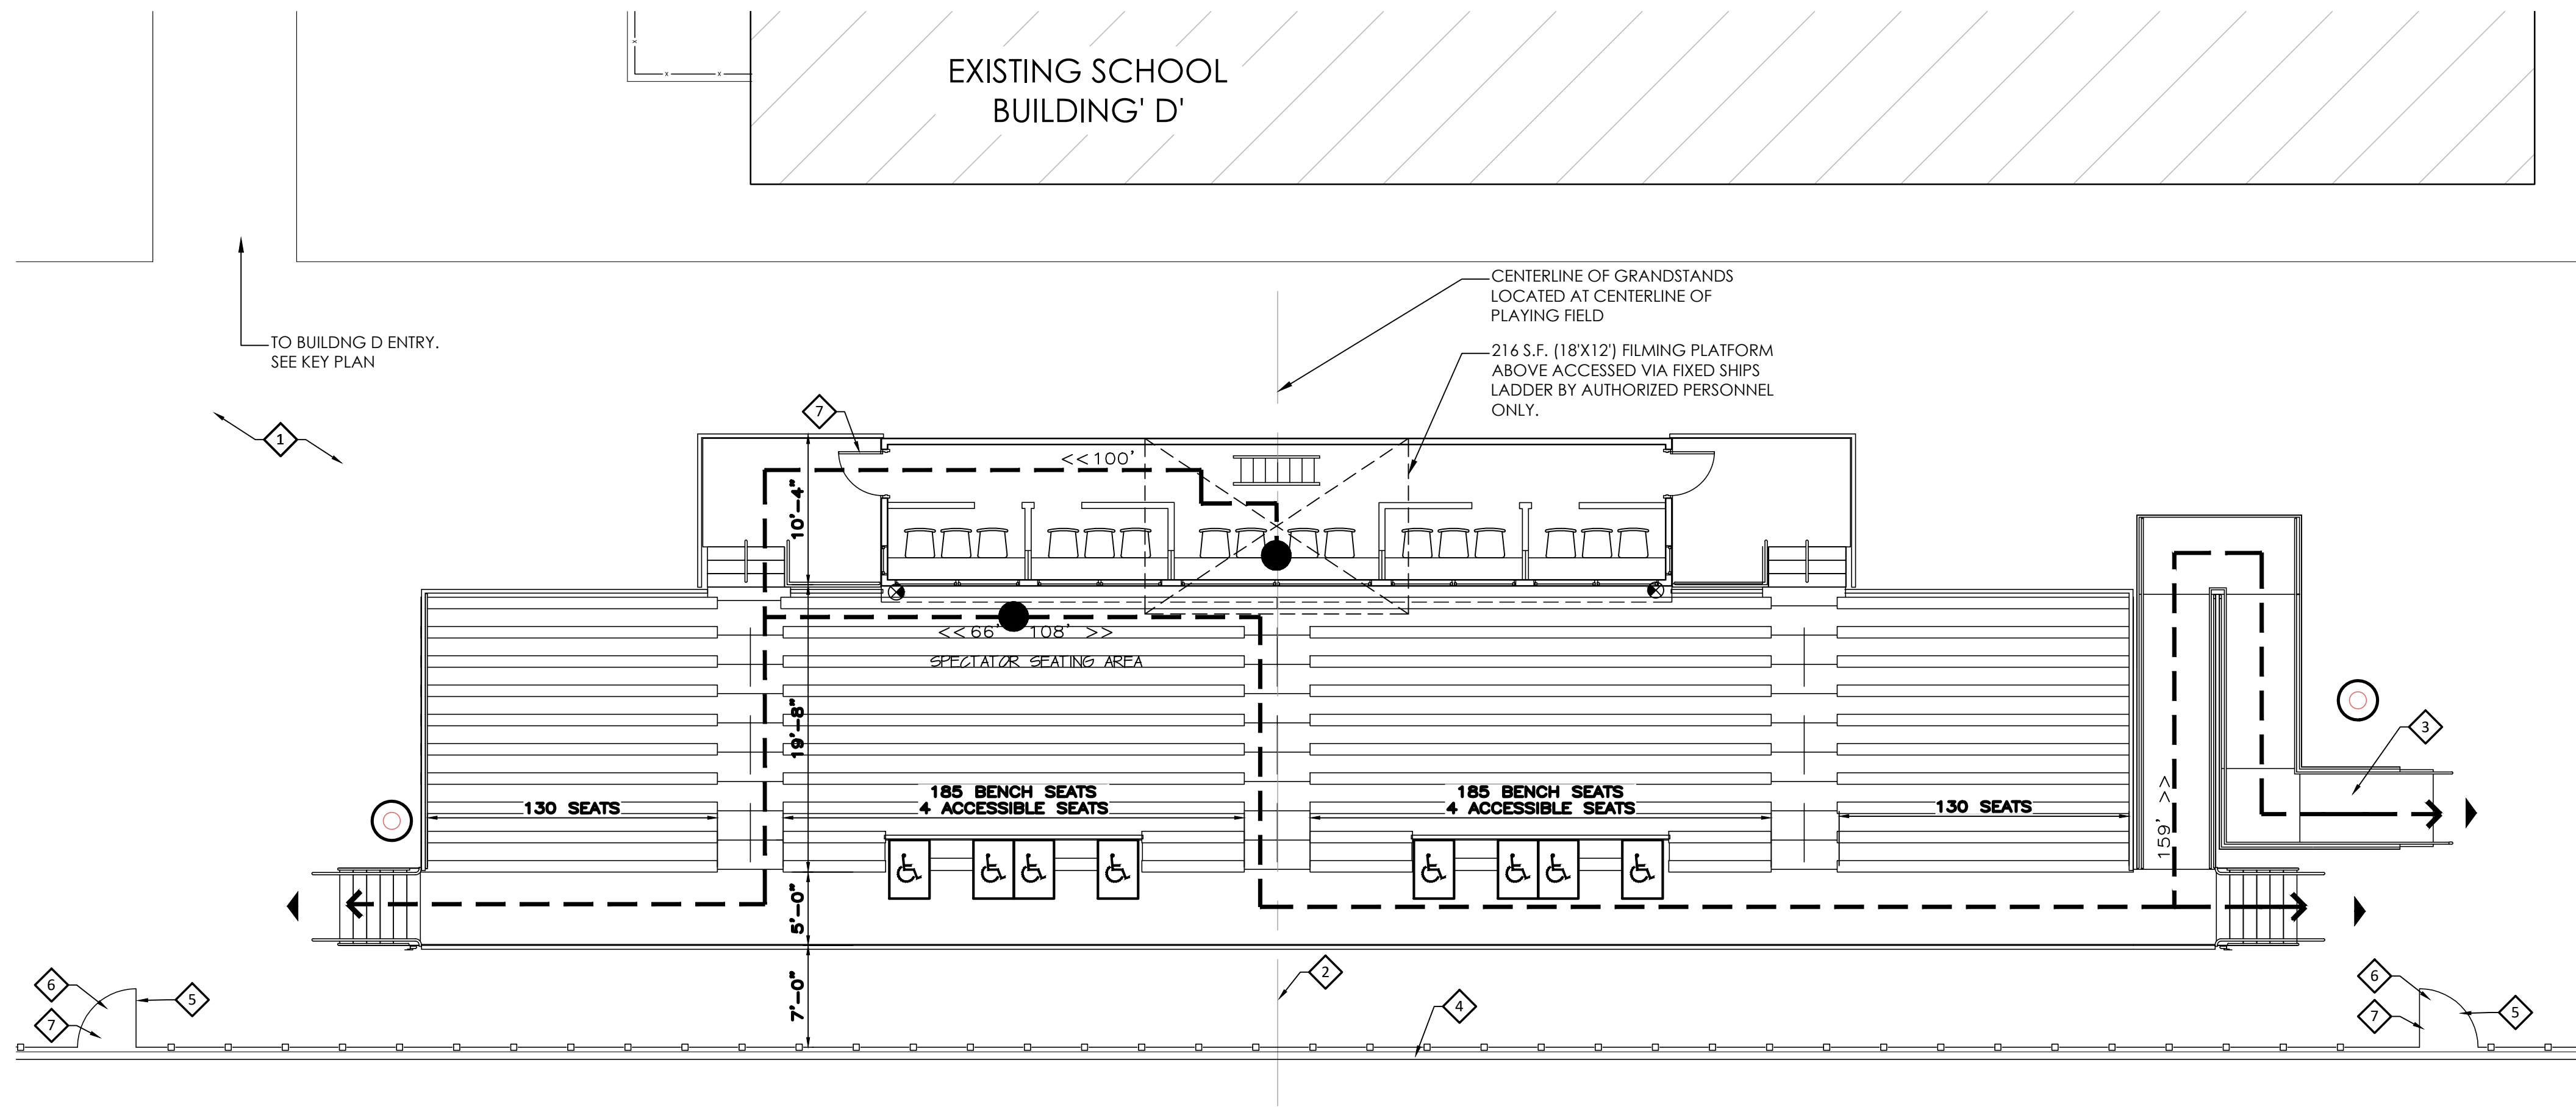 EXISTING SCHOOL
BUILDING' D'
CENTERLINE OF GRANDSTANDS
LOCATED AT CENTERLINE OF
PLAYING FIELD
TO BUILDNG D ENTRY.
SEE KEY PLAN
216 S.F. (18'X12') FILMING PLATFORM
ABOVE ACCESSED VIA FIXED SHIPS
LADDER BY AUTHORIZED PERSONNEL
ONLY.
7
1
<<100'
10'-4"
<<66' 108' >>
SPECTATOR SEATING AREA
19'-8"
3
130 SEATS
185 BENCH SEATS
4 ACCESSIBLE SEATS
185 BENCH SEATS
4 ACCESSIBLE SEATS
130 SEATS
159' >>
5'-0"
7'-0"
6
5
7
2
4
6
5
7
x
x
x